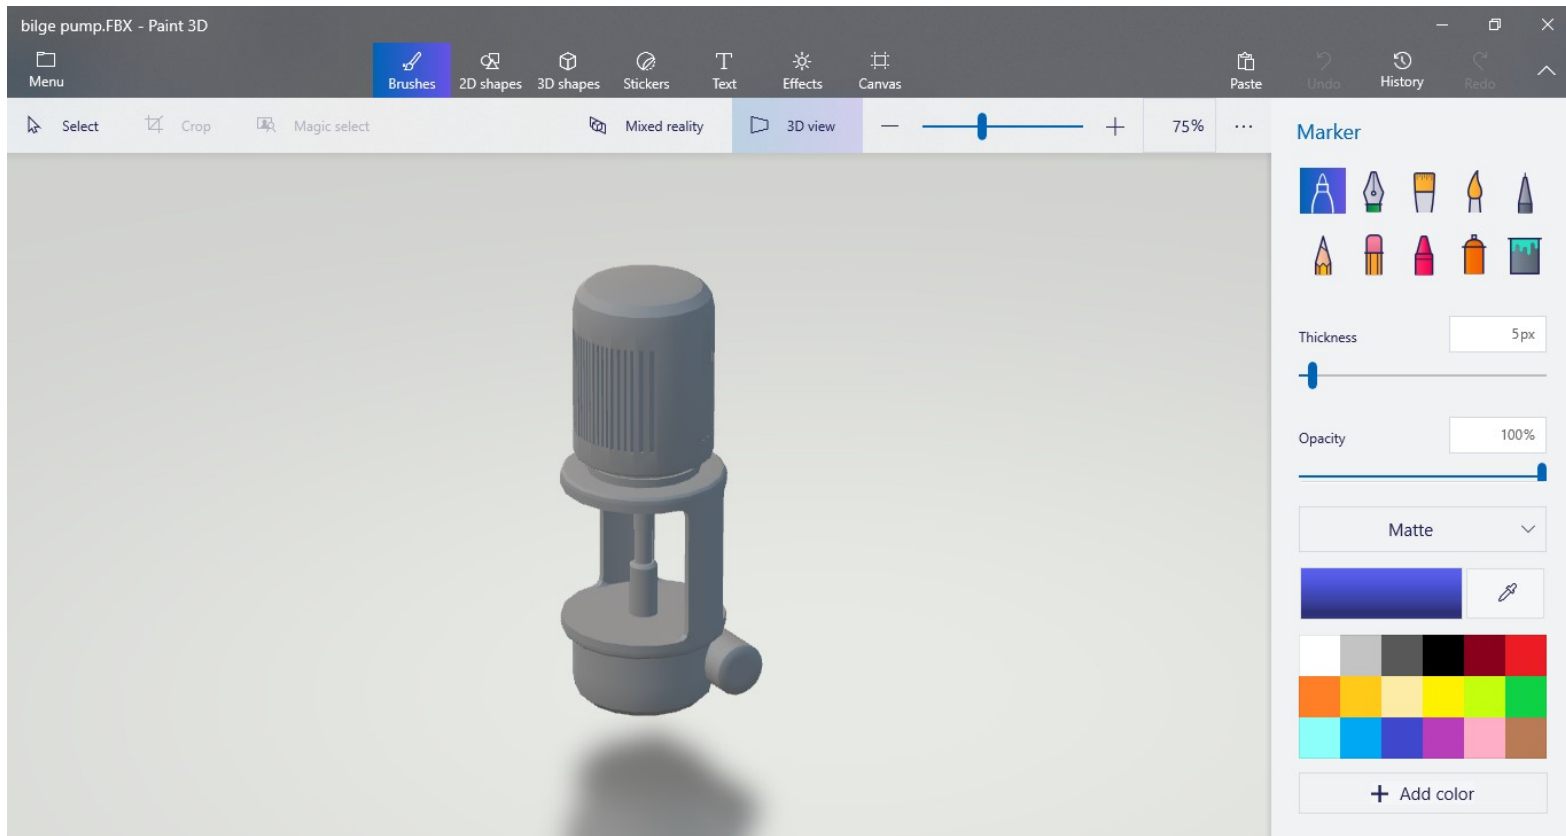 bilge pump.FBX - Paint 3D
Menu
Brushes
2D shapes
3D shapes
Stickers
Text
Effects
Canvas
Paste
Undo
History
Redo
Select
Crop
Magic select
Mixed reality
3D view
75%
Marker
Thickness
5px
Opacity
100%
Matte
Add color